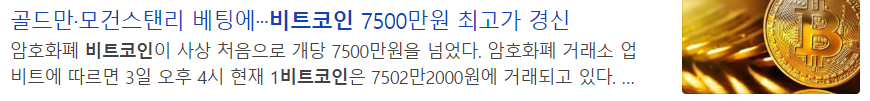 골드만·모건스탠리 베팅에…비트코인 7500만원 최고가 경신
암호화폐 비트코인이 사상 처음으로 개당 7500만원을 넘었다. 암호화폐 거래소 업
비트에 따르면 3일 오후 4시 현재 1비트코인은 7502만2000원에 거래되고 있다. ...